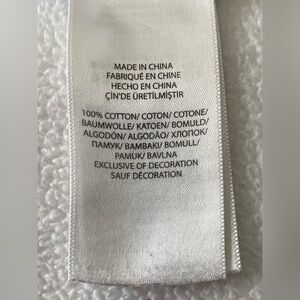 MADE IN CHINA
FABRIQUÉ EN CHINE
HECHO EN CHINA
ÇİN'DE ÜRETİLMİŞTİR
100% COTTON/ COTON/ COTONE/
BAUMWOLLE/ KATOEN/ BOMULD/
ALGODÓN/ ALGODÃO/ ХЛОПОК/
ПАМУК/ BAMBAKI/ BOMULL/
PAMUK/ BAVLNA
EXCLUSIVE OF DECORATION
SAUF DÉCORATION